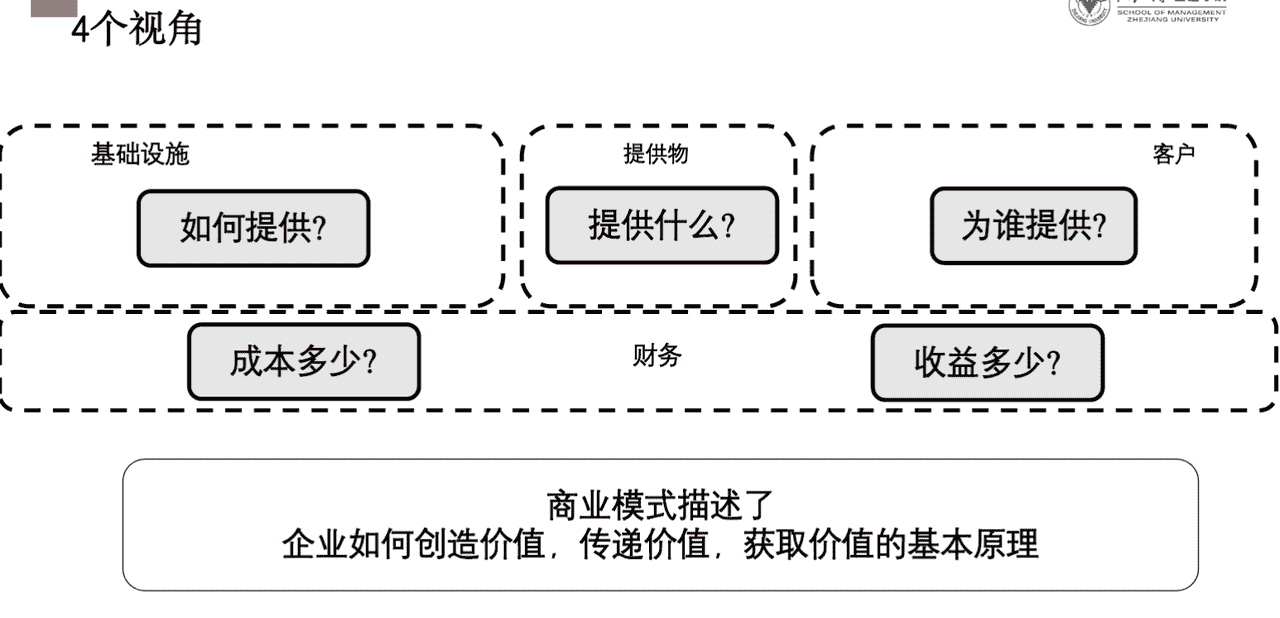 4个视角
SCHOOL OF MANAGEMENT
ZHEJIANG UNIVERSITY
基础设施
提供物
客户
如何提供?
提供什么?
为谁提供?
成本多少?
财务
收益多少?
商业模式描述了
企业如何创造价值，传递价值，获取价值的基本原理